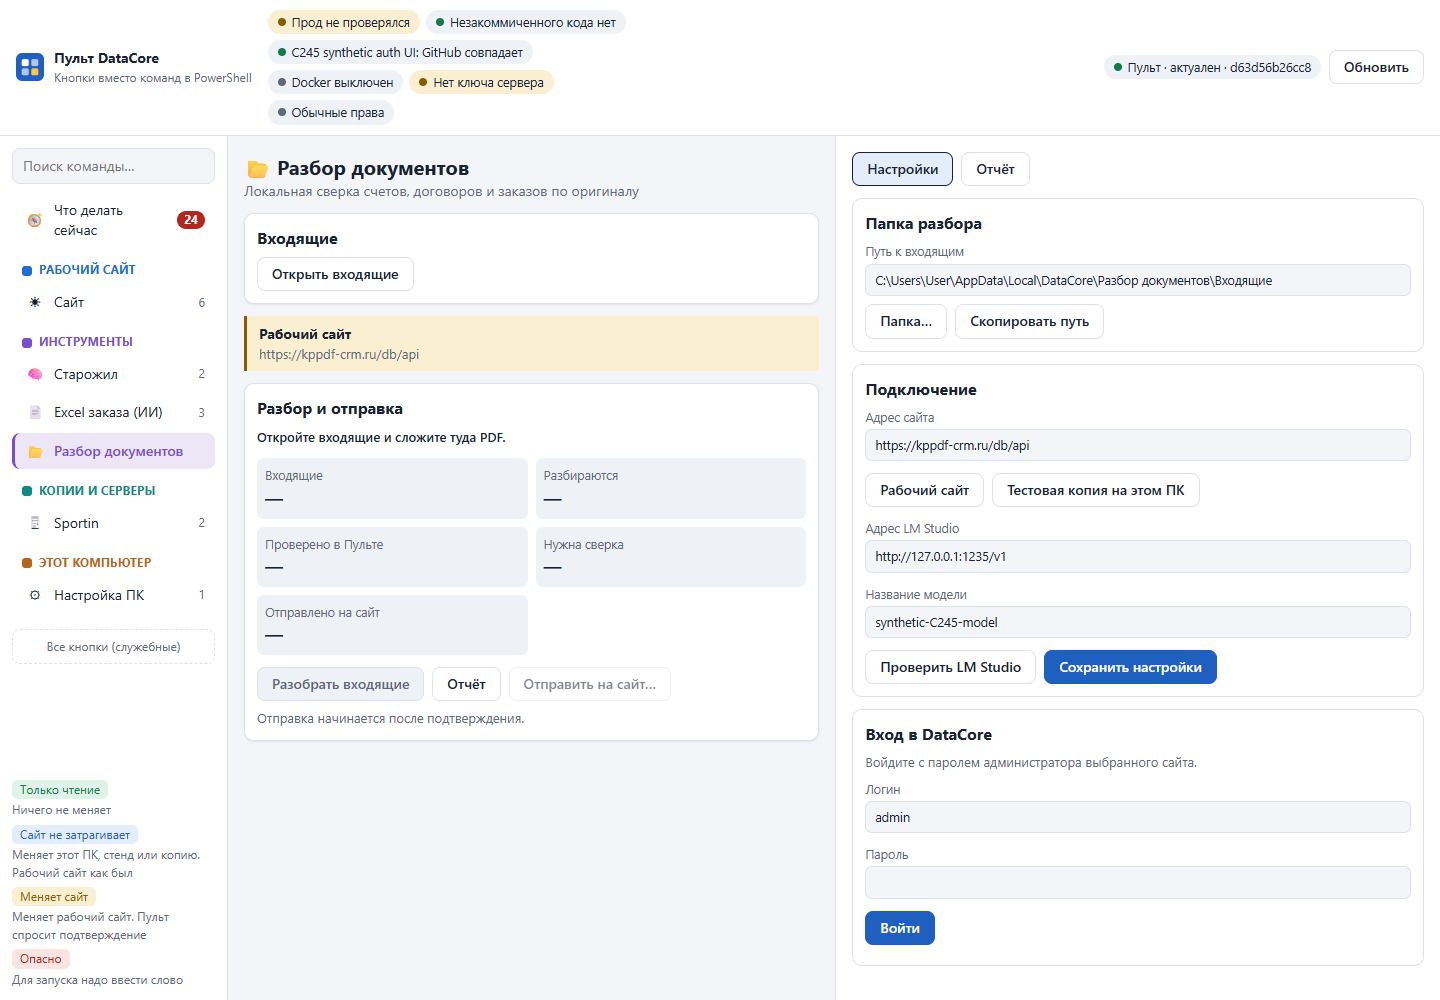 Пульт DataCore
Кнопки вместо команд в PowerShell
Прод не проверялся
Незакоммиченного кода нет
C245 synthetic auth UI: GitHub совпадает
Docker выключен
Нет ключа сервера
Обычные права
Пульт · актуален · d63d56b26cc8
Обновить
Поиск команды...
Что делать
сейчас
24
РАБОЧИЙ САЙТ
Сайт
6
ИНСТРУМЕНТЫ
Старожил
2
Excel заказа (ИИ)
3
Разбор документов
КОПИИ И СЕРВЕРЫ
Sportin
2
ЭТОТ КОМПЬЮТЕР
Настройка ПК
1
Все кнопки (служебные)
Только чтение
Ничего не меняет
Сайт не затрагивает
Меняет этот ПК, стенд или копию.
Рабочий сайт как был
Меняет сайт
Меняет рабочий сайт. Пульт
спросит подтверждение
Опасно
Для запуска надо ввести слово
Разбор документов
Локальная сверка счетов, договоров и заказов по оригиналу
Входящие
Открыть входящие
Рабочий сайт
https://kppdf-crm.ru/db/api
Разбор и отправка
Откройте входящие и сложите туда PDF.
Входящие
—
Разбираются
—
Проверено в Пульте
—
Нужна сверка
—
Отправлено на сайт
—
Разобрать входящие
Отчёт
Отправить на сайт...
Отправка начинается после подтверждения.
Настройки
Отчёт
Папка разбора
Путь к входящим
C:\Users\User\AppData\Local\DataCore\Разбор документов\Входящие
Папка...
Скопировать путь
Подключение
Адрес сайта
https://kppdf-crm.ru/db/api
Рабочий сайт
Тестовая копия на этом ПК
Адрес LM Studio
http://127.0.0.1:1235/v1
Название модели
synthetic-C245-model
Проверить LM Studio
Сохранить настройки
Вход в DataCore
Войдите с паролем администратора выбранного сайта.
Логин
admin
Пароль
Войти